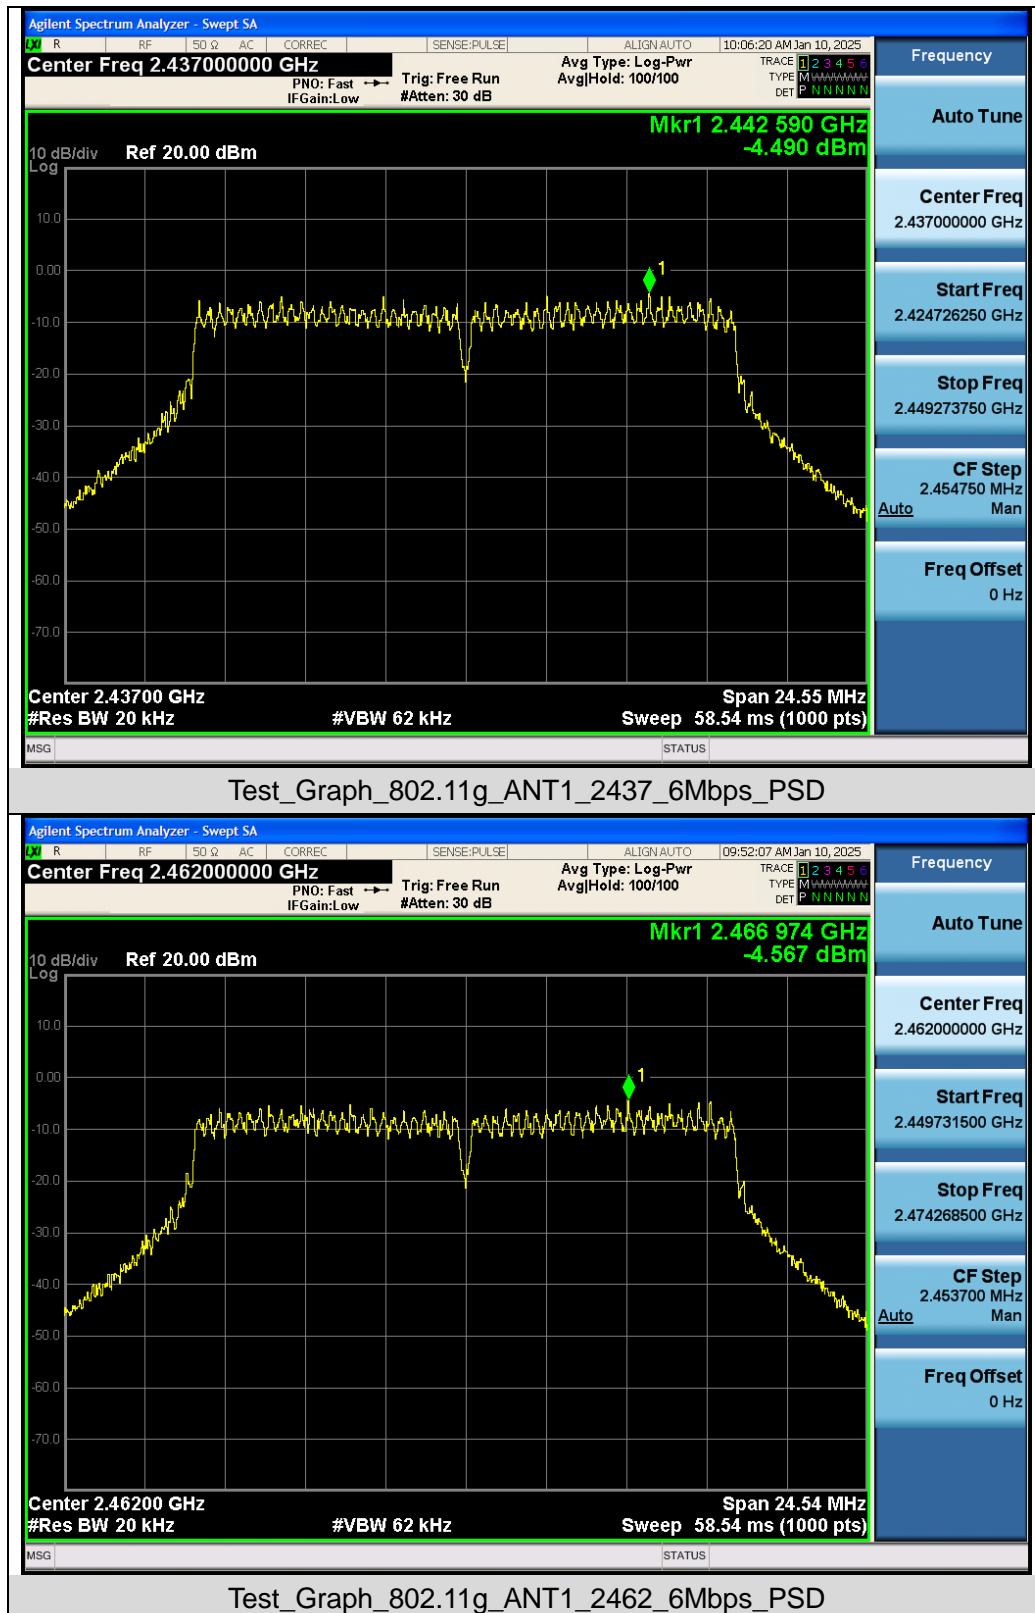 Agilent Spectrum Analyzer - Swept SA
LXI R RF 50 Ω AC CORREC SENSE:PULSE ALIGN AUTO 10:06:20 AM Jan 10, 2025
Center Freq 2.437000000 GHz
PNO: Fast
IFGain:Low
Trig: Free Run
#Atten: 30 dB
Avg Type: Log-Pwr
Avg|Hold: 100/100
TRACE 1 2 3 4 5 6
TYPE M W W W W W
DET P N N N N N
Mkr1 2.442 590 GHz
-4.490 dBm
10 dB/div
Log
Ref 20.00 dBm
1
10.0
0.00
-10.0
-20.0
-30.0
-40.0
-50.0
-60.0
-70.0
Center 2.43700 GHz
Span 24.55 MHz
#Res BW 20 kHz
#VBW 62 kHz
Sweep 58.54 ms (1000 pts)
MSG
STATUS
Frequency
Auto Tune
Center Freq
2.437000000 GHz
Start Freq
2.424726250 GHz
Stop Freq
2.449273750 GHz
CF Step
2.454750 MHz
Auto Man
Freq Offset
0 Hz
Test_Graph_802.11g_ANT1_2437_6Mbps_PSD
Agilent Spectrum Analyzer - Swept SA
LXI R RF 50 Ω AC CORREC SENSE:PULSE ALIGN AUTO 09:52:07 AM Jan 10, 2025
Center Freq 2.462000000 GHz
PNO: Fast
IFGain:Low
Trig: Free Run
#Atten: 30 dB
Avg Type: Log-Pwr
Avg|Hold: 100/100
TRACE 1 2 3 4 5 6
TYPE M W W W W W
DET P N N N N N
Mkr1 2.466 974 GHz
-4.567 dBm
10 dB/div
Log
Ref 20.00 dBm
1
10.0
0.00
-10.0
-20.0
-30.0
-40.0
-50.0
-60.0
-70.0
Center 2.46200 GHz
Span 24.54 MHz
#Res BW 20 kHz
#VBW 62 kHz
Sweep 58.54 ms (1000 pts)
MSG
STATUS
Frequency
Auto Tune
Center Freq
2.462000000 GHz
Start Freq
2.449731500 GHz
Stop Freq
2.474268500 GHz
CF Step
2.453700 MHz
Auto Man
Freq Offset
0 Hz
Test_Graph_802.11g_ANT1_2462_6Mbps_PSD